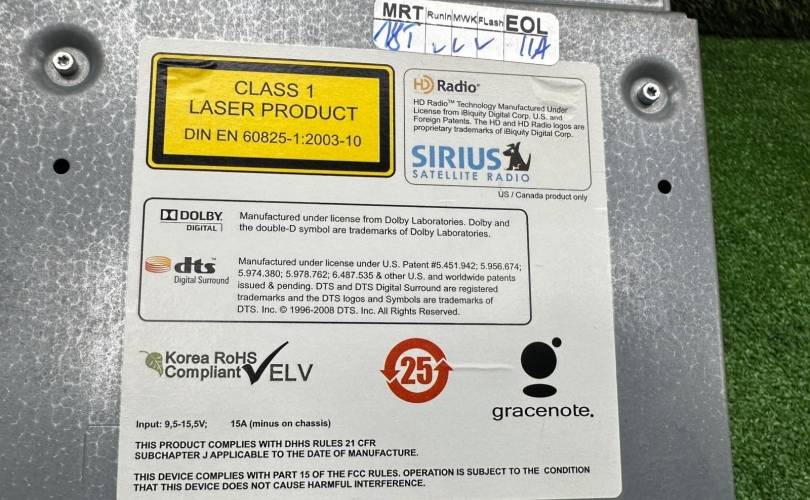 MRT RunIn MWK FLash EOL
CLASS 1
LASER PRODUCT
DIN EN 60825-1:2003-10
HD Radio®
HD Radio™ Technology Manufactured Under
License from iBiquity Digital Corp. U.S. and
Foreign Patents. The HD and HD Radio logos are
proprietary trademarks of iBiquity Digital Corp.
SIRIUS
SATELLITE RADIO
US / Canada product only
DOLBY
DIGITAL
Manufactured under license from Dolby Laboratories. Dolby and
the double-D symbol are trademarks of Dolby Laboratories.
dts
Digital Surround
Manufactured under license under U.S. Patent #5.451.942; 5.956.674;
5.974.380; 5.978.762; 6.487.535 & other U.S. and worldwide patents
issued & pending. DTS and DTS Digital Surround are registered
trademarks and the DTS logos and Symbols are trademarks of
DTS. Inc. © 1996-2008 DTS. Inc. All Rights Reserved.
Korea RoHS
Compliant ELV
25
gracenote.
Input: 9,5-15,5V; 15A (minus on chassis)
THIS PRODUCT COMPLIES WITH DHHS RULES 21 CFR
SUBCHAPTER J APPLICABLE TO THE DATE OF MANUFACTURE.
THIS DEVICE COMPLIES WITH PART 15 OF THE FCC RULES. OPERATION IS SUBJECT TO THE CONDITION
THAT THIS DEVICE DOES NOT CAUSE HARMFUL INTERFERENCE.